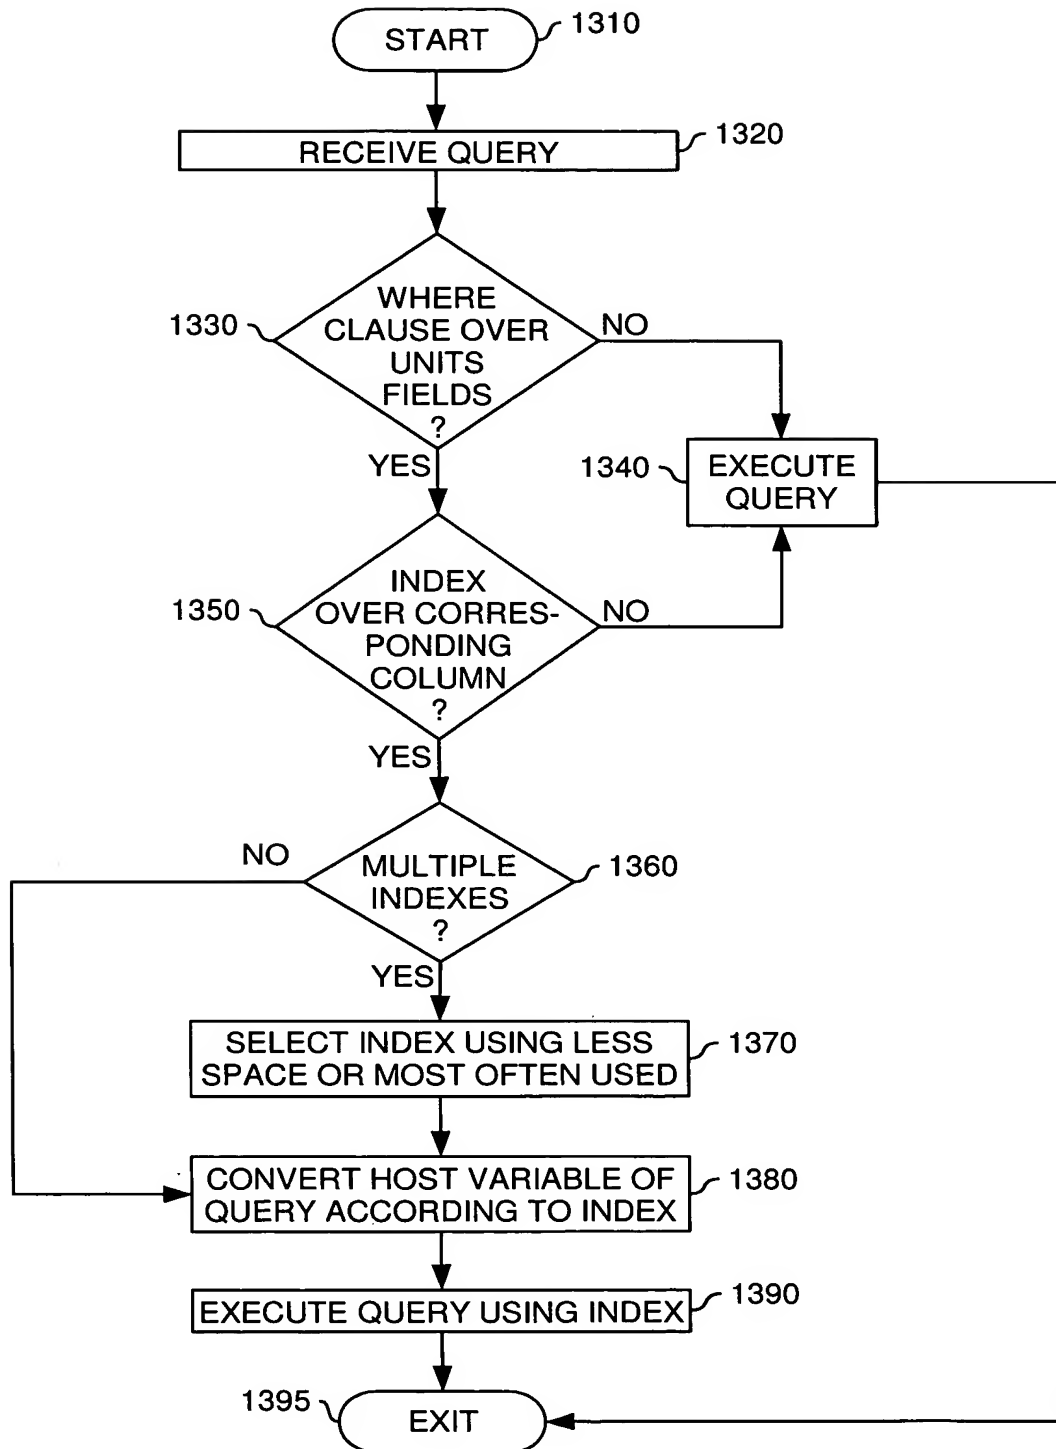 START
1310
RECEIVE QUERY
1320
WHERE
CLAUSE OVER
UNITS
FIELDS
?
1330
NO
YES
1340
EXECUTE
QUERY
INDEX
OVER CORRES-
PONDING
COLUMN
?
1350
NO
YES
NO
MULTIPLE
INDEXES
?
1360
YES
SELECT INDEX USING LESS
SPACE OR MOST OFTEN USED
1370
CONVERT HOST VARIABLE OF
QUERY ACCORDING TO INDEX
1380
EXECUTE QUERY USING INDEX
1390
1395
EXIT